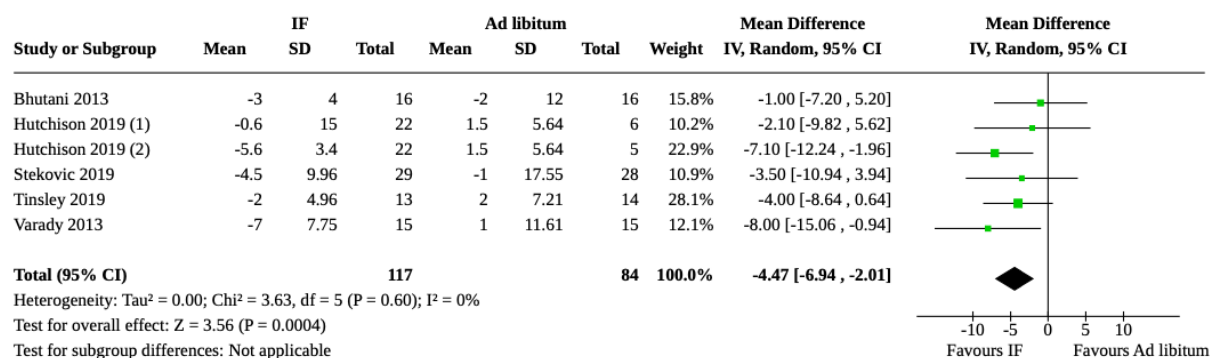 IF Ad libitum Mean Difference Mean Difference
Study or Subgroup Mean SD Total Mean SD Total Weight IV, Random, 95% CI IV, Random, 95% CI
Bhutani 2013 -3 4 16 -2 12 16 15.8% -1.00 [-7.20 , 5.20]
Hutchison 2019 (1) -0.6 15 22 1.5 5.64 6 10.2% -2.10 [-9.82 , 5.62]
Hutchison 2019 (2) -5.6 3.4 22 1.5 5.64 5 22.9% -7.10 [-12.24 , -1.96]
Stekovic 2019 -4.5 9.96 29 -1 17.55 28 10.9% -3.50 [-10.94 , 3.94]
Tinsley 2019 -2 4.96 13 2 7.21 14 28.1% -4.00 [-8.64 , 0.64]
Varady 2013 -7 7.75 15 1 11.61 15 12.1% -8.00 [-15.06 , -0.94]
Total (95% CI) 117 84 100.0% -4.47 [-6.94 , -2.01]
Heterogeneity: Tau² = 0.00; Chi² = 3.63, df = 5 (P = 0.60); I² = 0%
Test for overall effect: Z = 3.56 (P = 0.0004)
Test for subgroup differences: Not applicable
-10 -5 0 5 10
Favours IF Favours Ad libitum